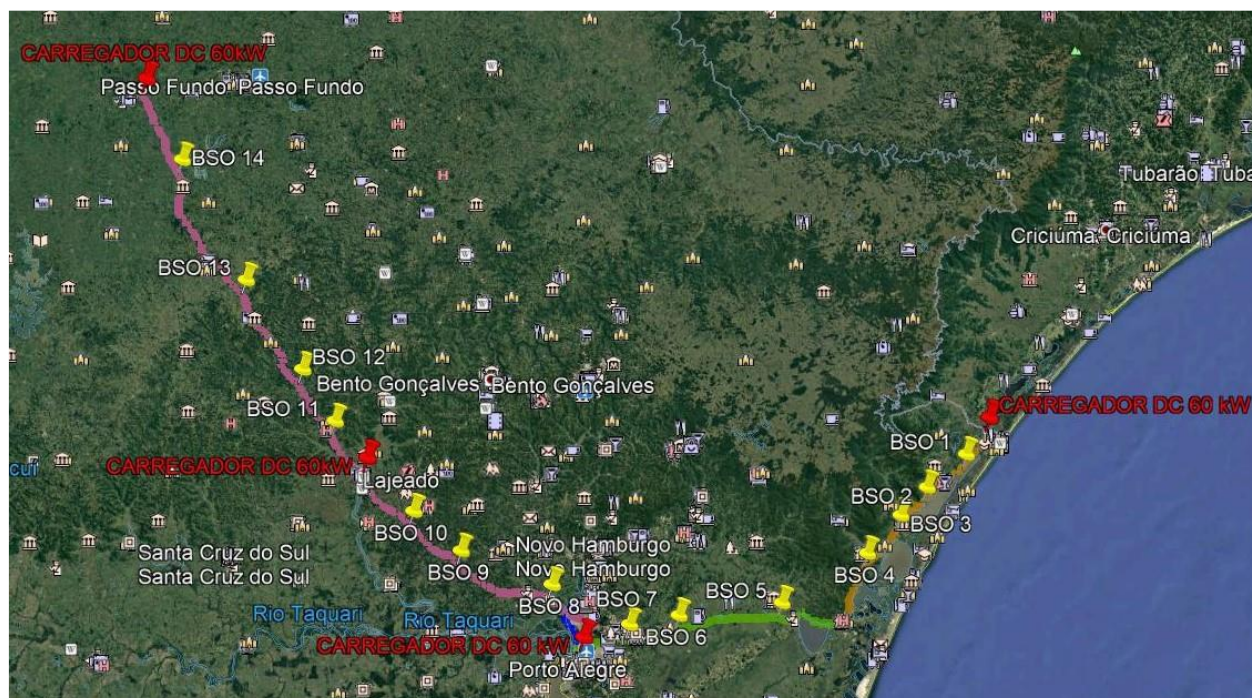 CARREGADOR DC 60kW
Passo Fundo Passo Fundo
BSO 14
Tubarão Tuba
Criciúma Criciúma
BSO 13
BSO 12
Bento Gonçalves Bento Gonçalves
BSO 11
CARREGADOR DC 60 kW
BSO 1
CARREGADOR DC 60kW
Lajeado
BSO 2
BSO 3
BSO 10
Novo Hamburgo
Novo Hamburgo
Santa Cruz do Sul
Santa Cruz do Sul
BSO 4
BSO 9
BSO 5
BSO 8
BSO 7
Rio Taquari
Rio Taquari
BSO 6
CARREGADOR DC 60 kW
Porto Alegre
cuí